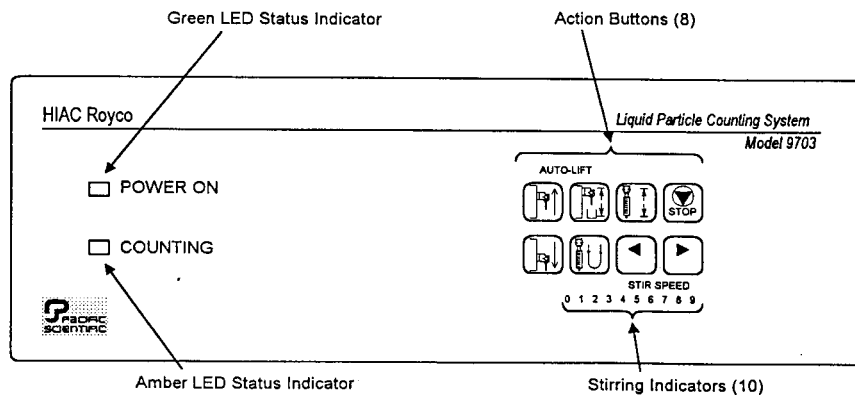 Green LED Status Indicator
Action Buttons (8)
HIAC Royco
Liquid Particle Counting System
Model 9703
AUTO-LIFT
POWER ON
STOP
COUNTING
STIR SPEED
0 1 2 3 4 5 6 7 8 9
PACIFIC
SCIENTIFIC
Amber LED Status Indicator
Stirring Indicators (10)